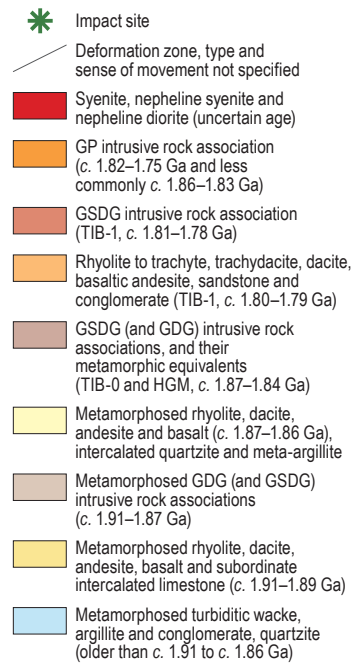 Impact site
Deformation zone, type and
sense of movement not specified
Syenite, nepheline syenite and
nepheline diorite (uncertain age)
GP intrusive rock association
(c. 1.82–1.75 Ga and less
commonly c. 1.86–1.83 Ga)
GSDG intrusive rock association
(TIB-1, c. 1.81–1.78 Ga)
Rhyolite to trachyte, trachydacite, dacite,
basaltic andesite, sandstone and
conglomerate (TIB-1, c. 1.80–1.79 Ga)
GSDG (and GDG) intrusive rock
associations, and their
metamorphic equivalents
(TIB-0 and HGM, c. 1.87–1.84 Ga)
Metamorphosed rhyolite, dacite,
andesite and basalt (c. 1.87–1.86 Ga),
intercalated quartzite and meta-argillite
Metamorphosed GDG (and GSDG)
intrusive rock associations
(c. 1.91–1.87 Ga)
Metamorphosed rhyolite, dacite,
andesite, basalt and subordinate
intercalated limestone (c. 1.91–1.89 Ga)
Metamorphosed turbiditic wacke,
argillite and conglomerate, quartzite
(older than c. 1.91 to c. 1.86 Ga)